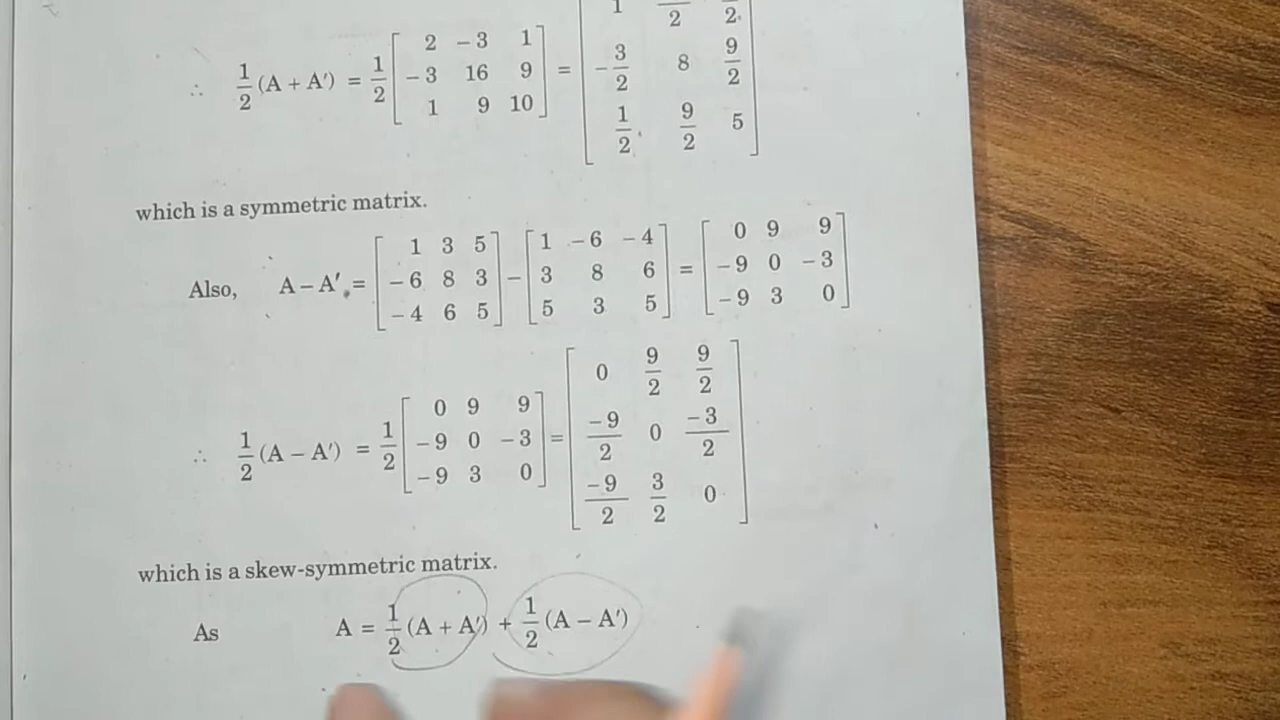 ∴ 1/2 (A + A′) = 1/2 [ 2 − 3 1 ; − 3 16 9 ; 1 9 10 ] = [ 1 2 2 ; − 3/2 8 9/2 ; 1/2 9/2 5 ]
which is a symmetric matrix.
Also, A − A′ = [ 1 3 5 ; − 6 8 3 ; − 4 6 5 ] − [ 1 − 6 − 4 ; 3 8 6 ; 5 3 5 ] = [ 0 9 9 ; − 9 0 − 3 ; − 9 3 0 ]
∴ 1/2 (A − A′) = 1/2 [ 0 9 9 ; − 9 0 − 3 ; − 9 3 0 ] = [ 0 9/2 9/2 ; −9/2 0 −3/2 ; −9/2 3/2 0 ]
which is a skew-symmetric matrix.
As A = 1/2 (A + A′) + 1/2 (A − A′)